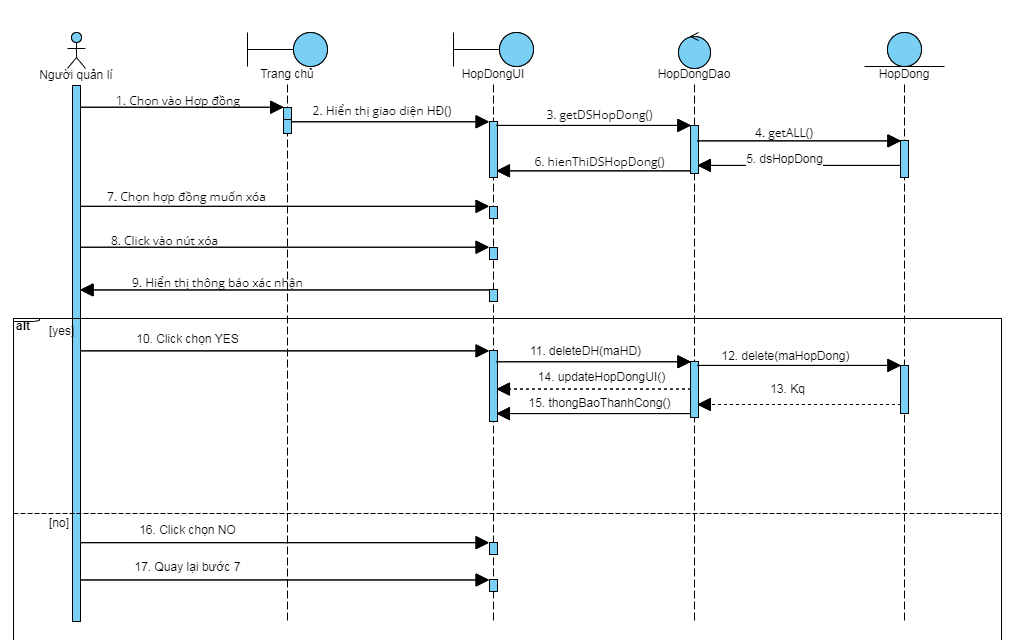 Người quản lí
Trang chủ
HopDongUI
HopDongDao
HopDong
1. Chọn vào Hợp đồng
2. Hiển thị giao diện HĐ()
3. getDSHopDong()
4. getALL()
5. dsHopDong
6. hienThiDSHopDong()
7. Chọn hợp đồng muốn xóa
8. Click vào nút xóa
9. Hiển thị thông báo xác nhận
alt
[yes]
10. Click chọn YES
11. deleteDH(maHD)
12. delete(maHopDong)
14. updateHopDongUI()
13. Kq
15. thongBaoThanhCong()
[no]
16. Click chọn NO
17. Quay lại bước 7